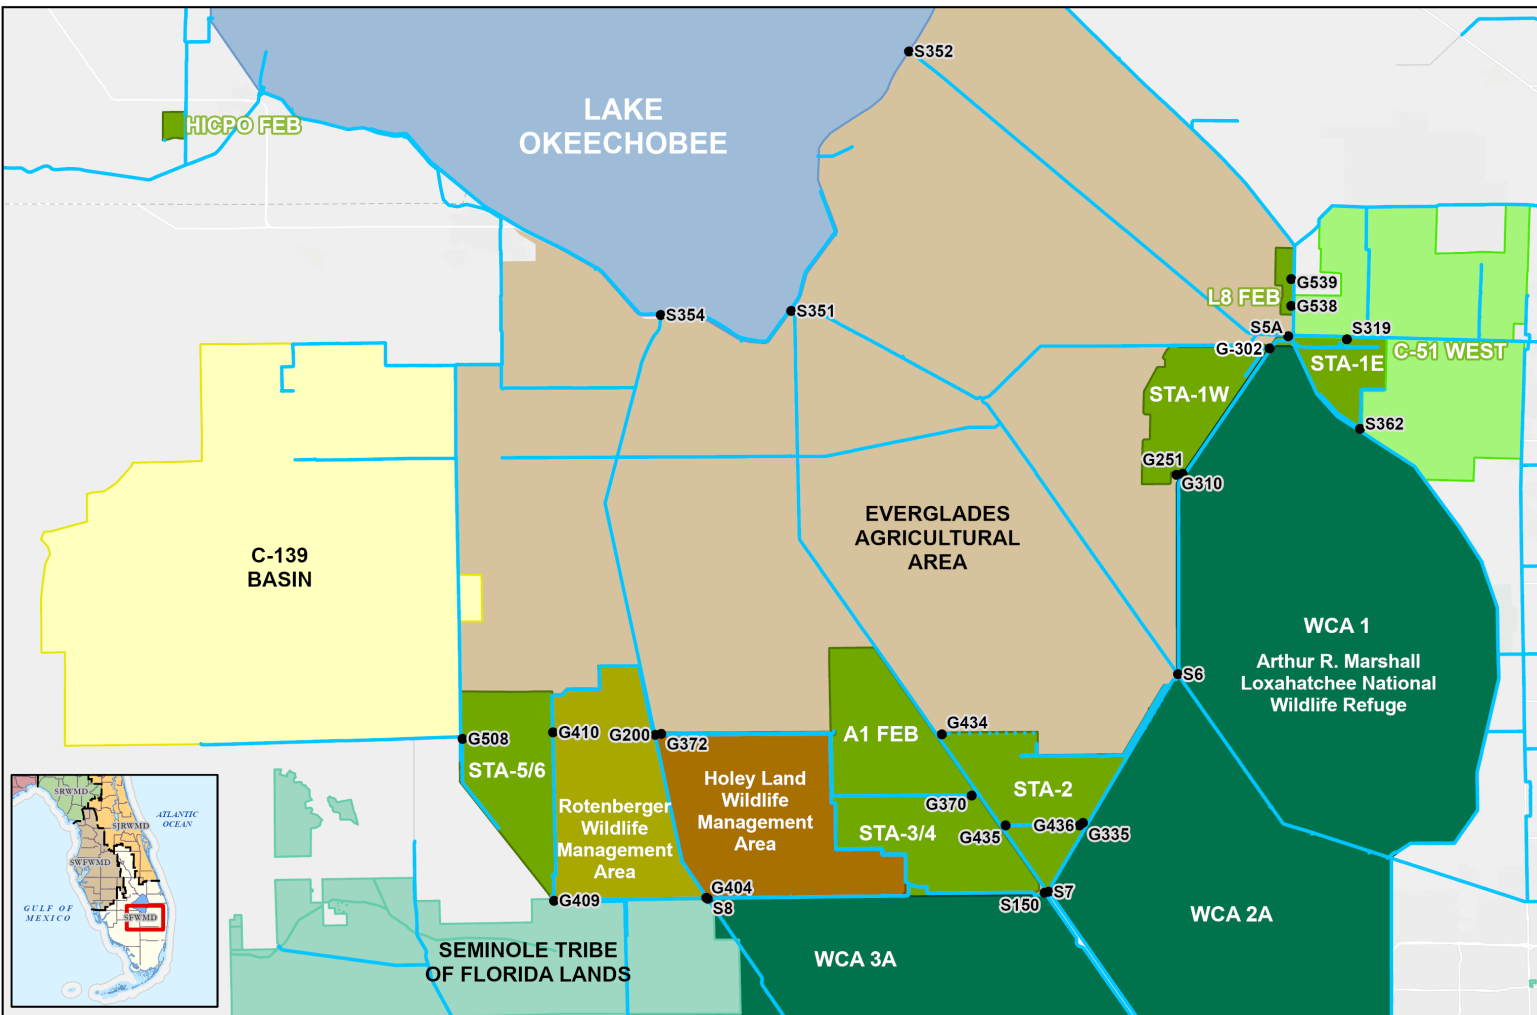 S352
LAKE
OKEECHOBEE
HICPO FEB
G539
L8 FEB
G538
S354
S351
S5A
S319
G-302
C-51 WEST
STA-1E
STA-1W
S362
G251
G310
EVERGLADES
AGRICULTURAL
AREA
C-139
BASIN
WCA 1
Arthur R. Marshall
Loxahatchee National
Wildlife Refuge
S6
G508
G410
G200
G372
A1 FEB
G434
STA-5/6
Holey Land
Wildlife
Management
Area
STA-2
Rotenberger
Wildlife
Management
Area
G370
STA-3/4
G435
G436
G335
G409
G404
S8
S150
S7
WCA 2A
SEMINOLE TRIBE
OF FLORIDA LANDS
WCA 3A
SRWMD
SJRWMD
ATLANTIC
OCEAN
SWFWMD
GULF OF
MEXICO
SFWMD